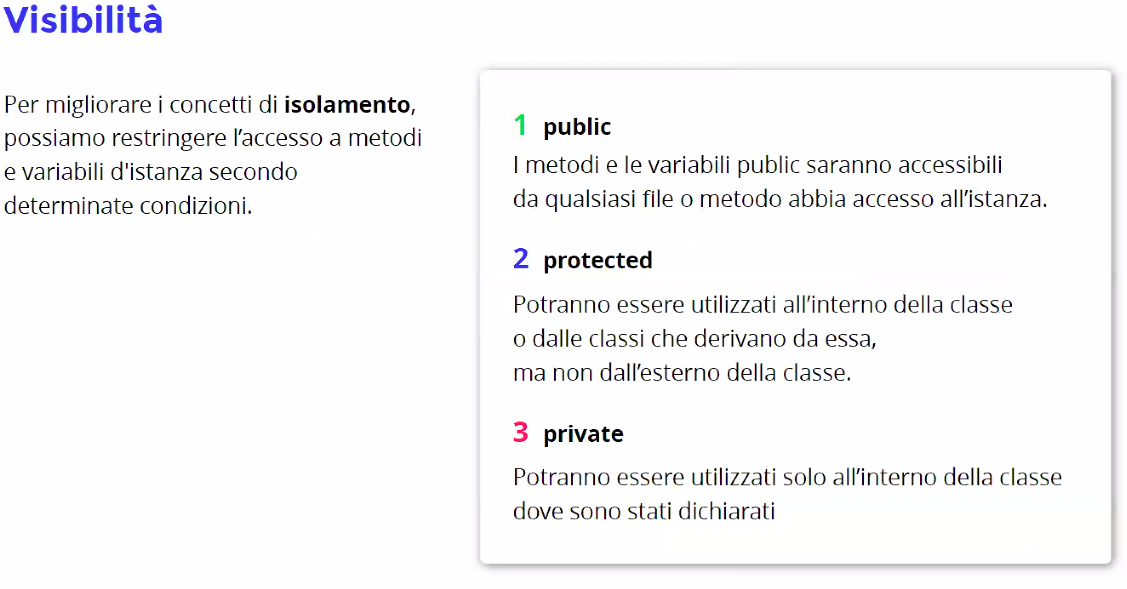 Visibilità
Per migliorare i concetti di isolamento,
possiamo restringere l’accesso a metodi
e variabili d'istanza secondo
determinate condizioni.
1 public
I metodi e le variabili public saranno accessibili
da qualsiasi file o metodo abbia accesso all’istanza.
2 protected
Potranno essere utilizzati all’interno della classe
o dalle classi che derivano da essa,
ma non dall’esterno della classe.
3 private
Potranno essere utilizzati solo all’interno della classe
dove sono stati dichiarati